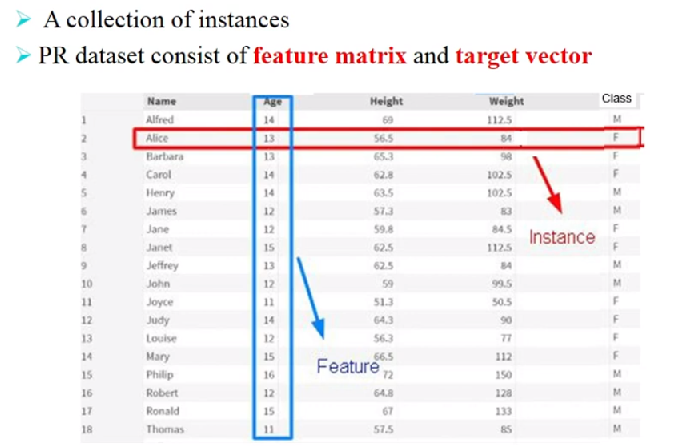 ➢ A collection of instances
➢ PR dataset consist of feature matrix and target vector
Name Age Height Weight Class
1 Alfred 14 69 112.5 M
2 Alice 13 56.5 84 F
3 Barbara 13 65.3 98 F
4 Carol 14 62.8 102.5 F
5 Henry 14 63.5 102.5 M
6 James 12 57.3 83 M
7 Jane 12 59.8 84.5 F
Instance
8 Janet 15 62.5 112.5 F
9 Jeffrey 13 62.5 84 M
10 John 12 59 99.5 M
11 Joyce 11 51.3 50.5 F
12 Judy 14 64.3 90 F
13 Louise 12 56.3 77 F
14 Mary 15 66.5 112 F
Feature
15 Philip 16 72 150 M
16 Robert 12 64.8 128 M
17 Ronald 15 67 133 M
18 Thomas 11 57.5 85 M